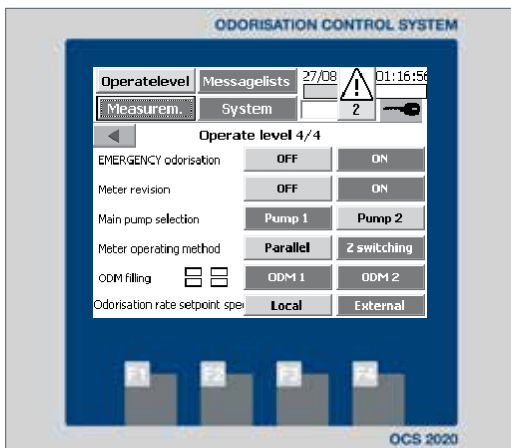 ODORISATION CONTROL SYSTEM
Operatelevel Messagelists 27/08 01:16:56
Measurem. System 2
Operate level 4/4
EMERGENCY odorisation OFF ON
Meter revision OFF ON
Main pump selection Pump 1 Pump 2
Meter operating method Parallel Z switching
ODM filling ODM 1 ODM 2
Odorisation rate setpoint spe Local External
F1 F2 F3 F4
OCS 2020